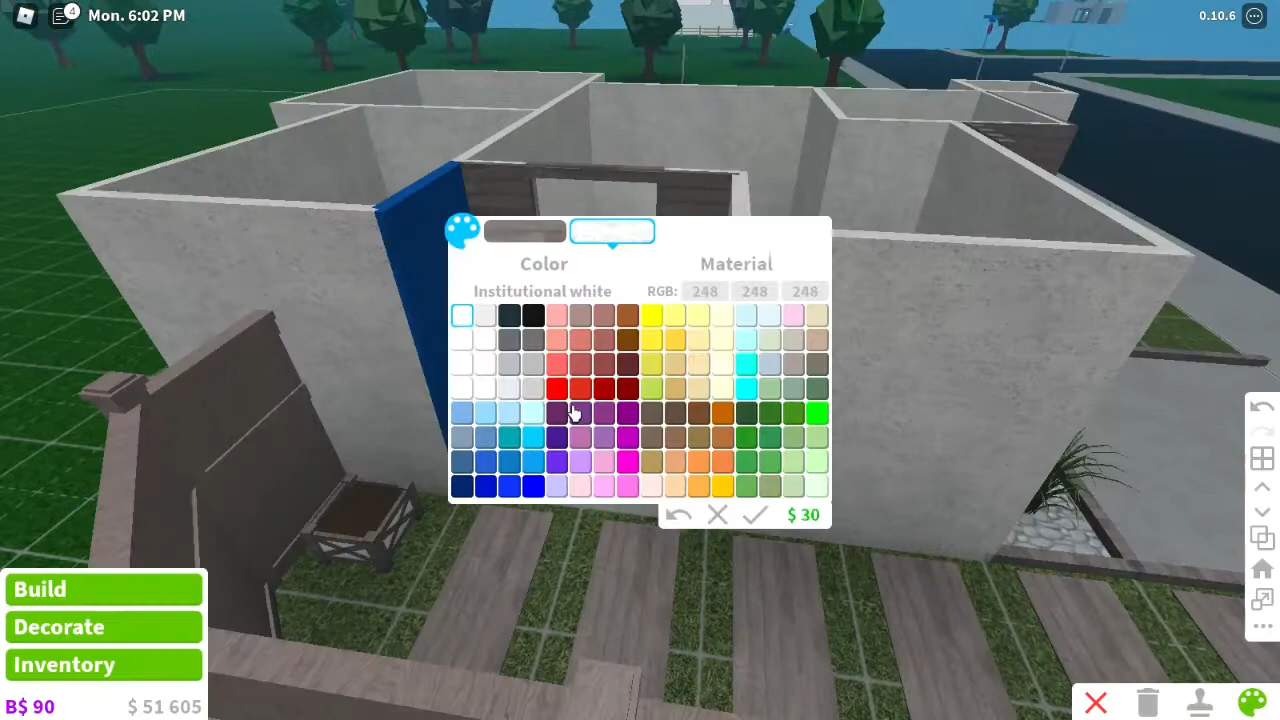 4 Mon. 6:02 PM
0.10.6
Color
Material
Institutional white
RGB: 248 248 248
$ 30
Build
Decorate
Inventory
B$ 90 $ 51 605